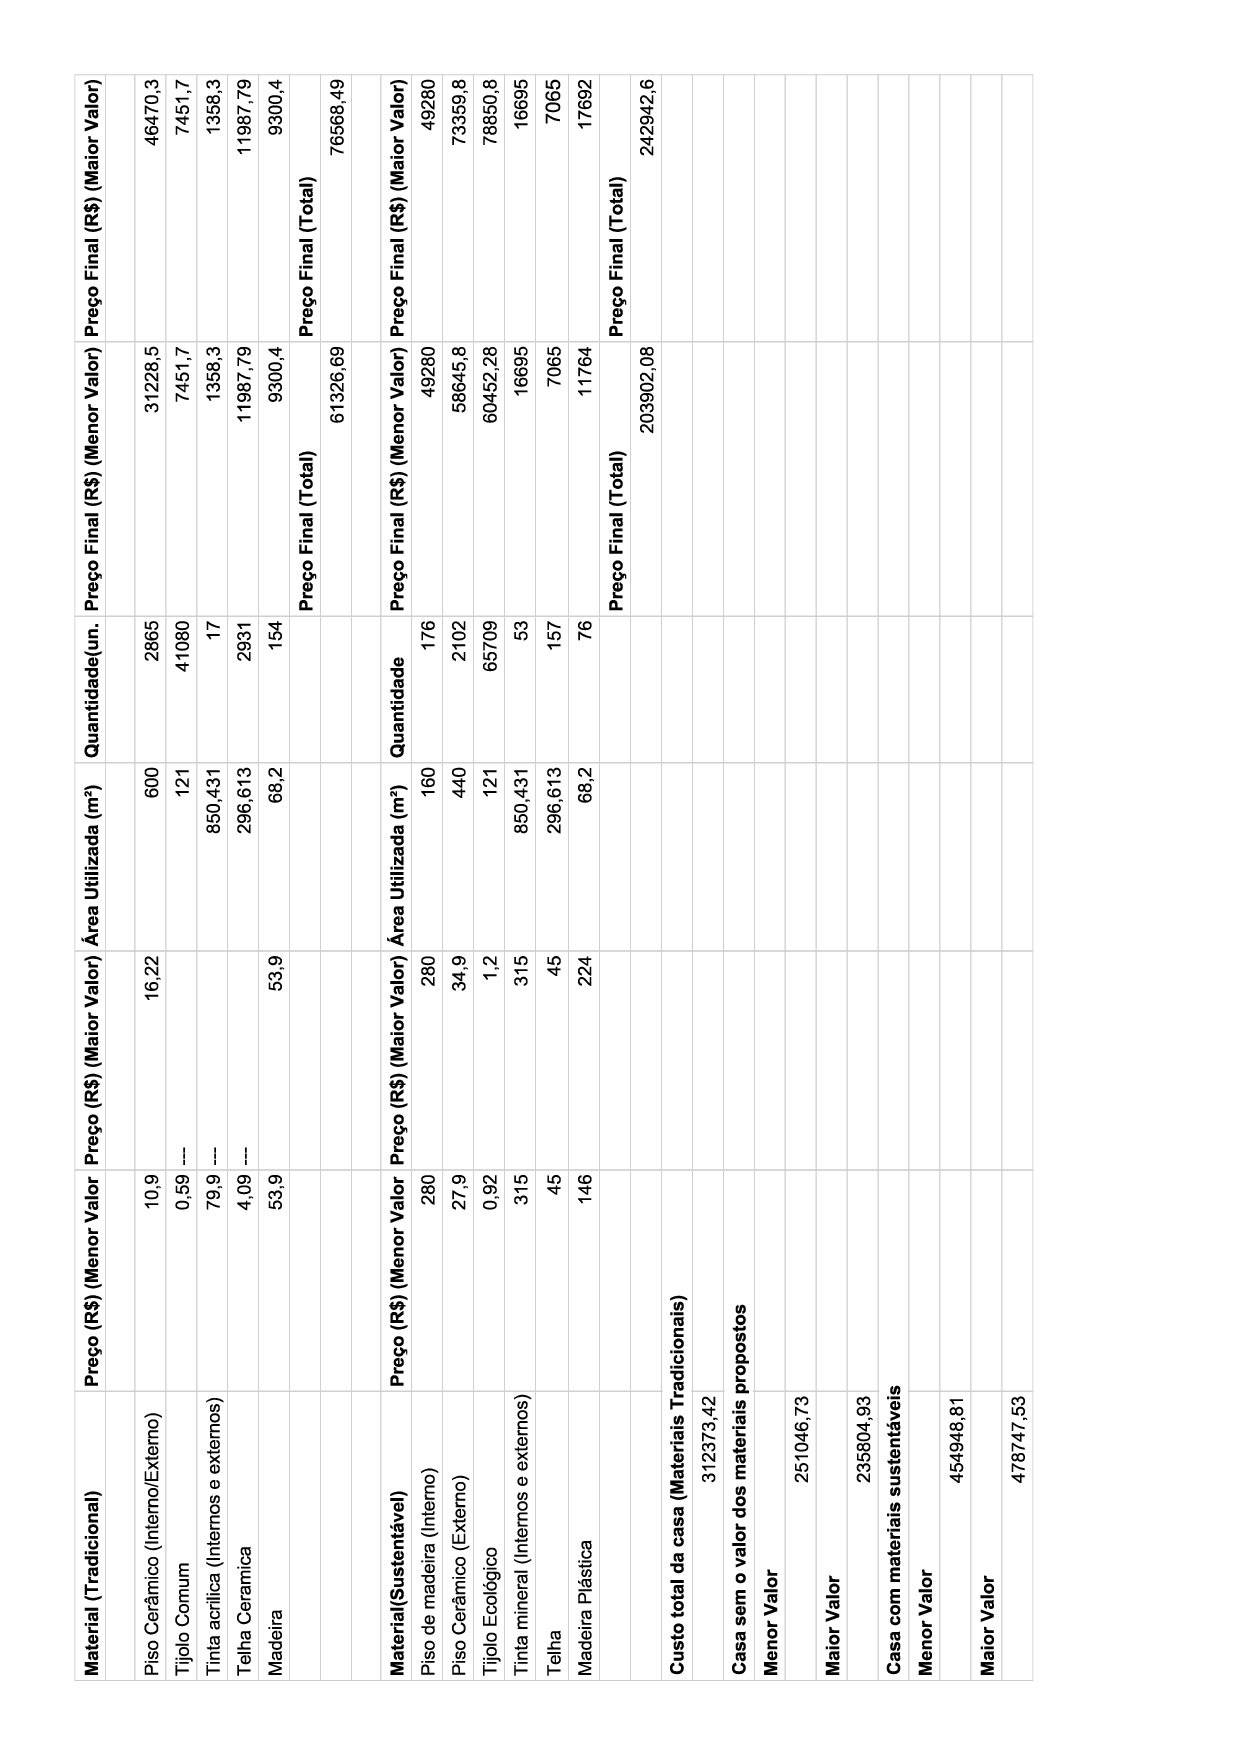 Material (Tradicional) Preço (R$) (Menor Valor Preço (R$) (Maior Valor) Área Utilizada (m²) Quantidade(un. Preço Final (R$) (Menor Valor) Preço Final (R$) (Maior Valor)
Piso Cerâmico (Interno/Externo) 10,9 16,22 600 2865 31228,5 46470,3
Tijolo Comum 0,59 --- 121 41080 7451,7 7451,7
Tinta acrilica (Internos e externos) 79,9 --- 850,431 17 1358,3 1358,3
Telha Ceramica 4,09 --- 296,613 2931 11987,79 11987,79
Madeira 53,9 53,9 68,2 154 9300,4 9300,4
Preço Final (Total) Preço Final (Total)
61326,69 76568,49
Material(Sustentável) Preço (R$) (Menor Valor Preço (R$) (Maior Valor) Área Utilizada (m²) Quantidade Preço Final (R$) (Menor Valor) Preço Final (R$) (Maior Valor)
Piso de madeira (Interno) 280 280 160 176 49280 49280
Piso Cerâmico (Externo) 27,9 34,9 440 2102 58645,8 73359,8
Tijolo Ecológico 0,92 1,2 121 65709 60452,28 78850,8
Tinta mineral (Internos e externos) 315 315 850,431 53 16695 16695
Telha 45 45 296,613 157 7065 7065
Madeira Plástica 146 224 68,2 76 11764 17692
Preço Final (Total) Preço Final (Total)
203902,08 242942,6
Custo total da casa (Materiais Tradicionais)
312373,42
Casa sem o valor dos materiais propostos
Menor Valor
251046,73
Maior Valor
235804,93
Casa com materiais sustentáveis
Menor Valor
454948,81
Maior Valor
478747,53